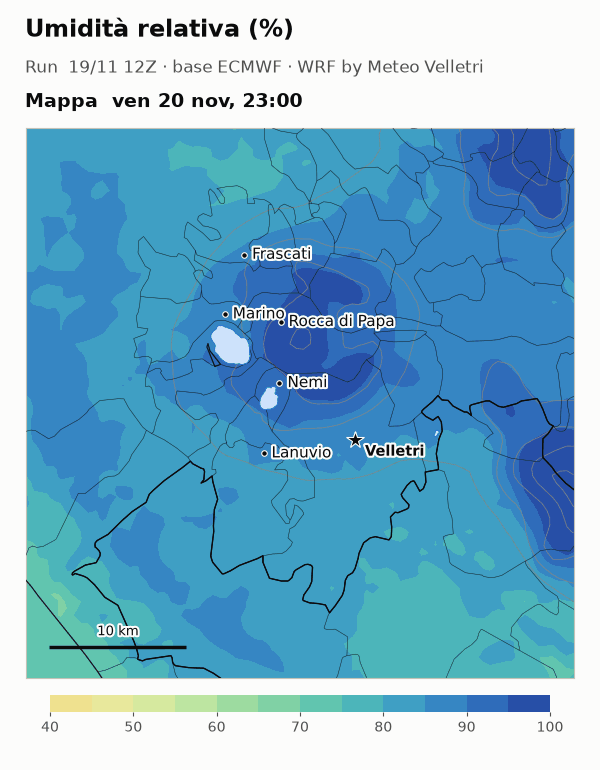 Umidità relativa (%)
Run  19/11 12Z · base ECMWF · WRF by Meteo Velletri
Mappa  ven 20 nov, 23:00
Frascati
Marino
Rocca di Papa
Nemi
Velletri
Lanuvio
10 km
40 50 60 70 80 90 100